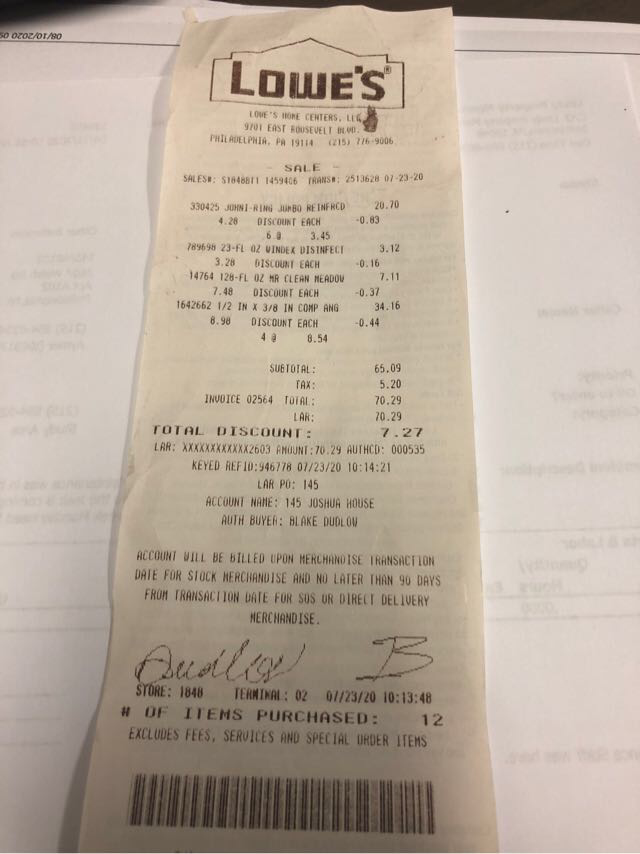 LOWE'S®
LOWE'S HOME CENTERS, LLC
9701 EAST ROOSEVELT BLVD.
PHILADELPHIA, PA 19114 (215) 776-9006
- SALE -
SALES#: S1848BT1 1459406 TRANS#: 2513628 07-23-20
330425 JOHNI-RING JUMBO REINFRCD 20.70
4.28 DISCOUNT EACH -0.83
6 @ 3.45
789698 23-FL OZ WINDEX DISINFECT 3.12
3.28 DISCOUNT EACH -0.16
14764 128-FL OZ MR CLEAN MEADOW 7.11
7.48 DISCOUNT EACH -0.37
1642662 1/2 IN X 3/8 IN COMP ANG 34.16
8.98 DISCOUNT EACH -0.44
4 @ 8.54
SUBTOTAL: 65.09
TAX: 5.20
INVOICE 02564 TOTAL: 70.29
LAR: 70.29
TOTAL DISCOUNT: 7.27
LAR: XXXXXXXXXXXX2603 AMOUNT:70.29 AUTHCD: 000535
KEYED REFID:946778 07/23/20 10:14:21
LAR PO: 145
ACCOUNT NAME: 145 JOSHUA HOUSE
AUTH BUYER: BLAKE DUDLOW
ACCOUNT WILL BE BILLED UPON MERCHANDISE TRANSACTION
DATE FOR STOCK MERCHANDISE AND NO LATER THAN 90 DAYS
FROM TRANSACTION DATE FOR SOS OR DIRECT DELIVERY
MERCHANDISE.
Dudlow B
STORE: 1848 TERMINAL: 02 07/23/20 10:13:48
# OF ITEMS PURCHASED: 12
EXCLUDES FEES, SERVICES AND SPECIAL ORDER ITEMS
08/01/2020